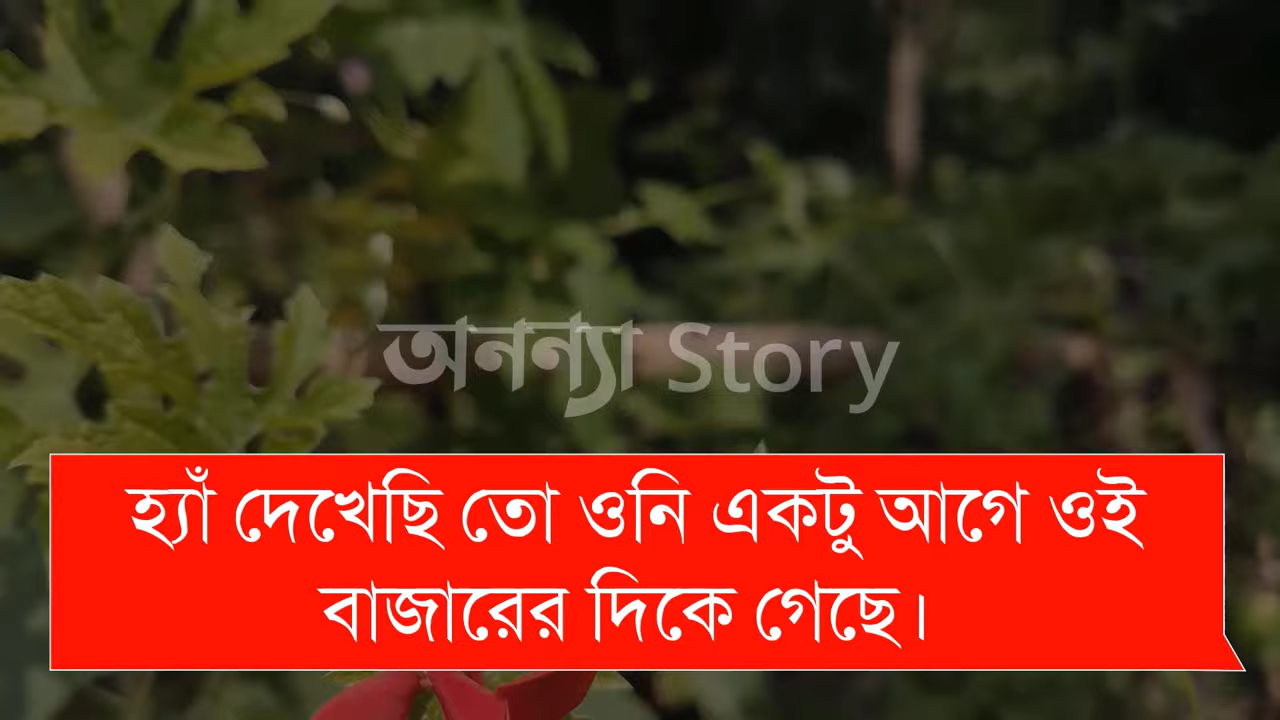 অনন্যা Story
হ্যাঁ দেখেছি তো ওনি একটু আগে ওই
বাজারের দিকে গেছে।